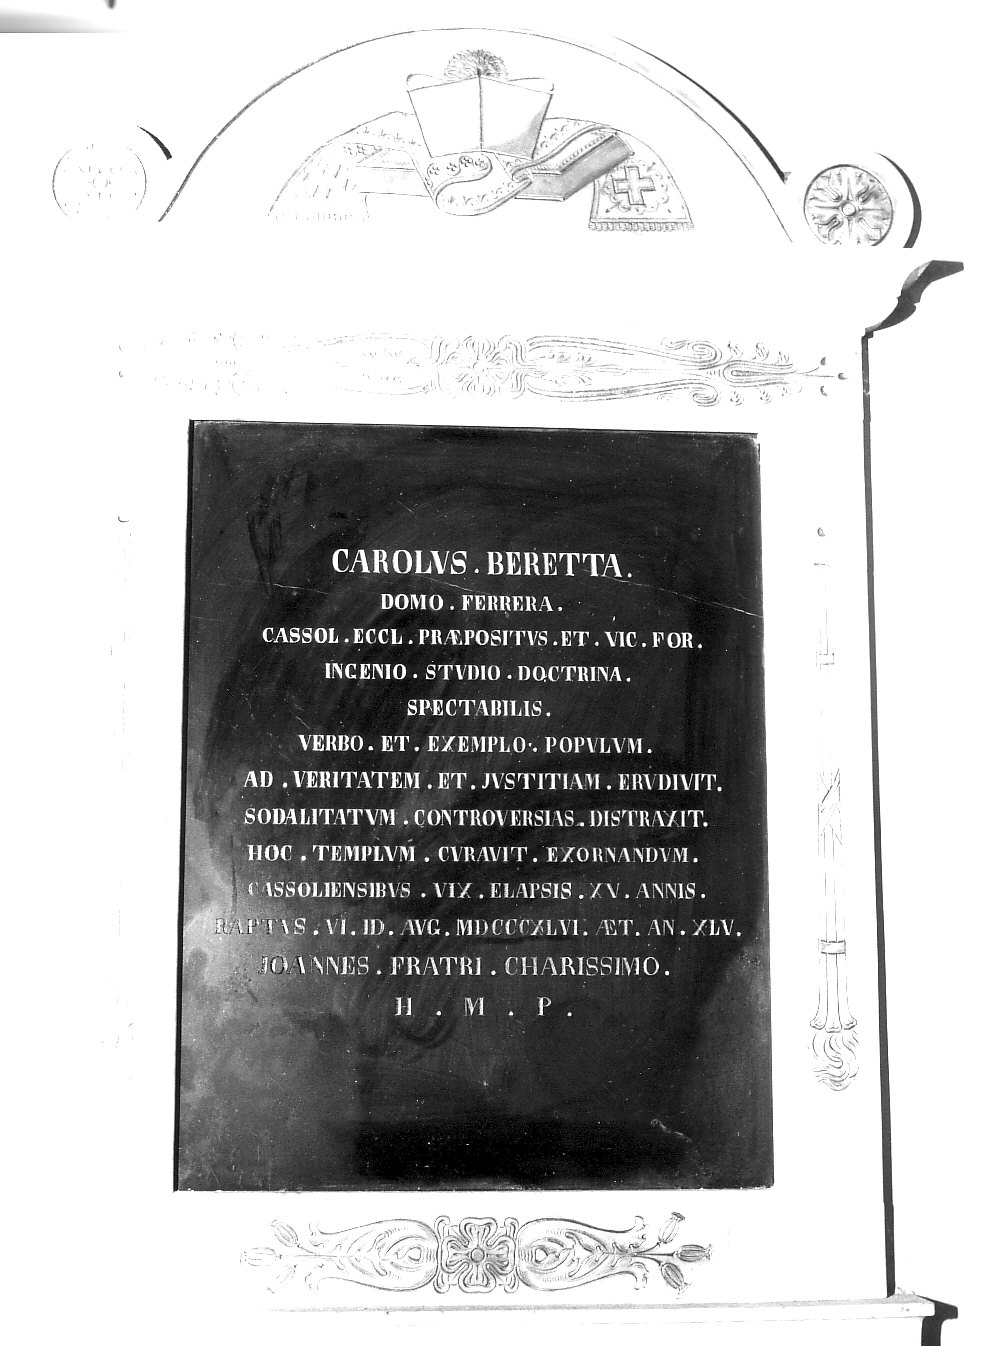 CAROLVS . BERETTA .
DOMO . FERRERA .
CASSOL . ECCL . PRÆPOSITVS . ET . VIC . FOR .
INGENIO . STVDIO . DOCTRINA .
SPECTABILIS .
VERBO . ET . EXEMPLO . POPVLVM .
AD . VERITATEM . ET . JVSTITIAM . ERVDIVIT .
SODALITATVM . CONTROVERSIAS . DISTRAXIT .
HOC . TEMPLVM . CVRAVIT . EXORNANDVM .
CASSOLIENSIBVS . VIX . ELAPSIS . XV . ANNIS .
RAPTVS . VI . ID . AVG . MDCCCXLVI . ÆT . AN . XLV .
JOANNES . FRATRI . CHARISSIMO .
H . M . P .